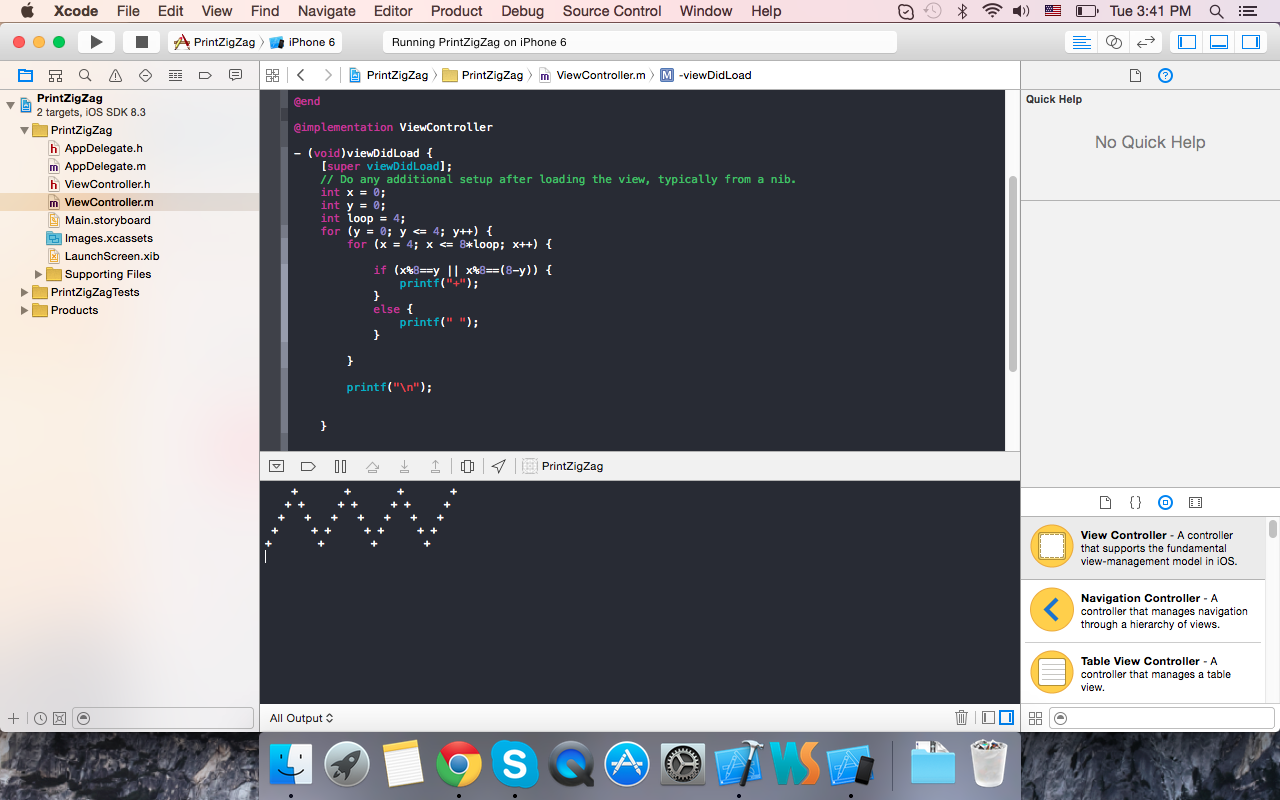 Xcode File Edit View Find Navigate Editor Product Debug Source Control Window Help Tue 3:41 PM
PrintZigZag iPhone 6 Running PrintZigZag on iPhone 6
PrintZigZag PrintZigZag ViewController.m M -viewDidLoad
PrintZigZag
2 targets, iOS SDK 8.3
PrintZigZag
h AppDelegate.h
m AppDelegate.m
h ViewController.h
m ViewController.m
Main.storyboard
Images.xcassets
LaunchScreen.xib
Supporting Files
PrintZigZagTests
Products
@end
@implementation ViewController
- (void)viewDidLoad {
[super viewDidLoad];
// Do any additional setup after loading the view, typically from a nib.
int x = 0;
int y = 0;
int loop = 4;
for (y = 0; y <= 4; y++) {
for (x = 4; x <= 8*loop; x++) {
if (x%8==y || x%8==(8-y)) {
printf("+");
}
else {
printf(" ");
}
}
printf("\n");
}
PrintZigZag
+ + + +
+ + + + + + +
+ + + + + + +
+ + + + + + +
+ + + +
All Output
Quick Help
No Quick Help
View Controller - A controller
that supports the fundamental
view-management model in iOS.
Navigation Controller - A
controller that manages navigation
through a hierarchy of views.
Table View Controller - A
controller that manages a table
view.
S
WS